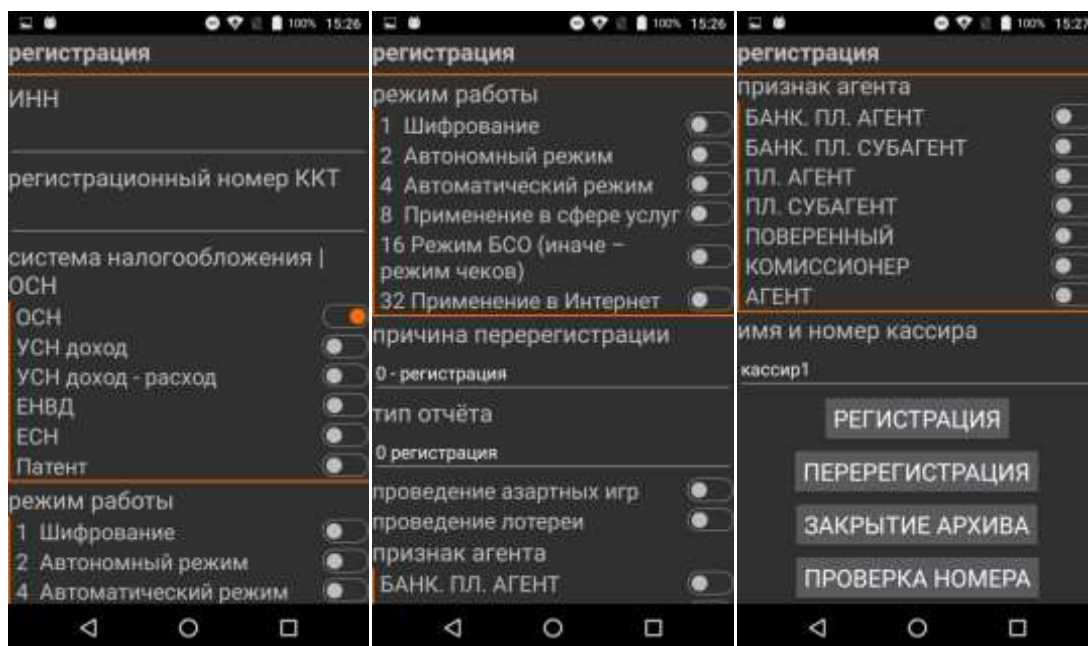 100% 15:26
регистрация
ИНН
регистрационный номер ККТ
система налогообложения |
ОСН
ОСН
УСН доход
УСН доход - расход
ЕНВД
ЕСН
Патент
режим работы
1 Шифрование
2 Автономный режим
4 Автоматический режим
100% 15:26
регистрация
режим работы
1 Шифрование
2 Автономный режим
4 Автоматический режим
8 Применение в сфере услуг
16 Режим БСО (иначе –
режим чеков)
32 Применение в Интернет
причина перерегистрации
0 - регистрация
тип отчёта
0 регистрация
проведение азартных игр
проведение лотереи
признак агента
БАНК. ПЛ. АГЕНТ
100% 15:27
регистрация
признак агента
БАНК. ПЛ. АГЕНТ
БАНК. ПЛ. СУБАГЕНТ
ПЛ. АГЕНТ
ПЛ. СУБАГЕНТ
ПОВЕРЕННЫЙ
КОМИССИОНЕР
АГЕНТ
имя и номер кассира
кассир1
РЕГИСТРАЦИЯ
ПЕРЕРЕГИСТРАЦИЯ
ЗАКРЫТИЕ АРХИВА
ПРОВЕРКА НОМЕРА